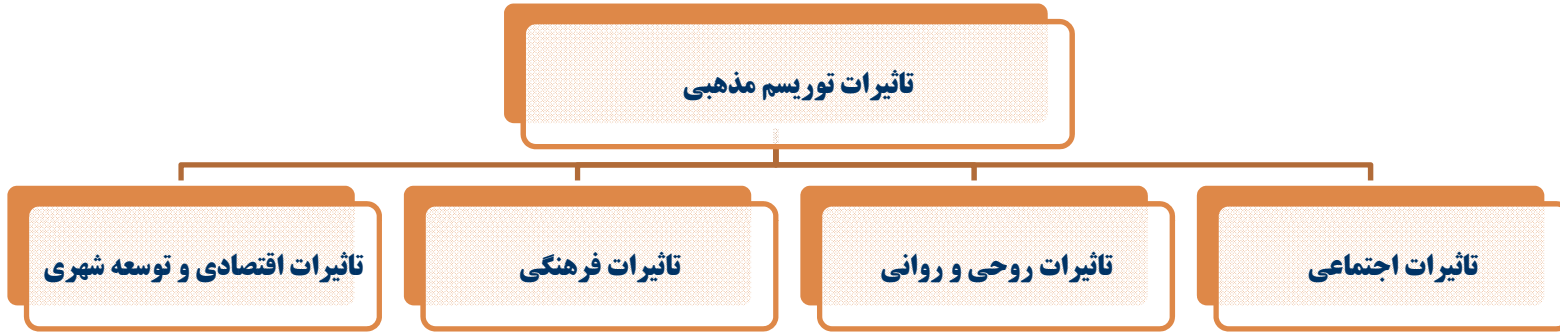 تاثیرات توریسم مذهبی
تاثیرات اجتماعی
تاثیرات روحی و روانی
تاثیرات فرهنگی
تاثیرات اقتصادی و توسعه شهری